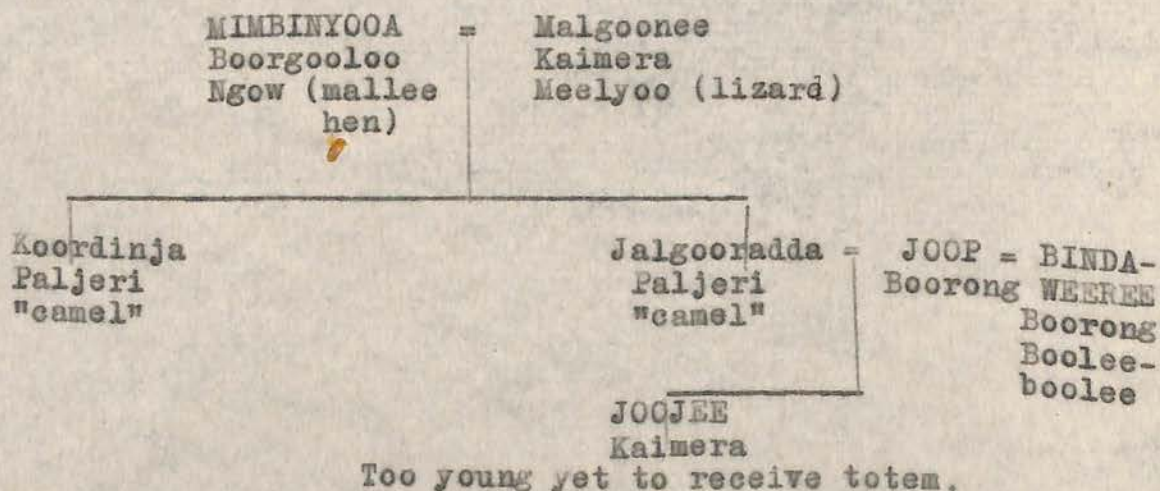 MIMBINYOOA = Malgoonee
Boorgooloo Kaimera
Ngow (mallee Meelyoo (lizard)
hen)
Koordinja Jalgooradda = JOOP = BINDA-
Paljeri Paljeri Boorong WEEREE
"camel" "camel" Boorong
Boolee-
boolee
JOOJEE
Kaimera
Too young yet to receive totem.